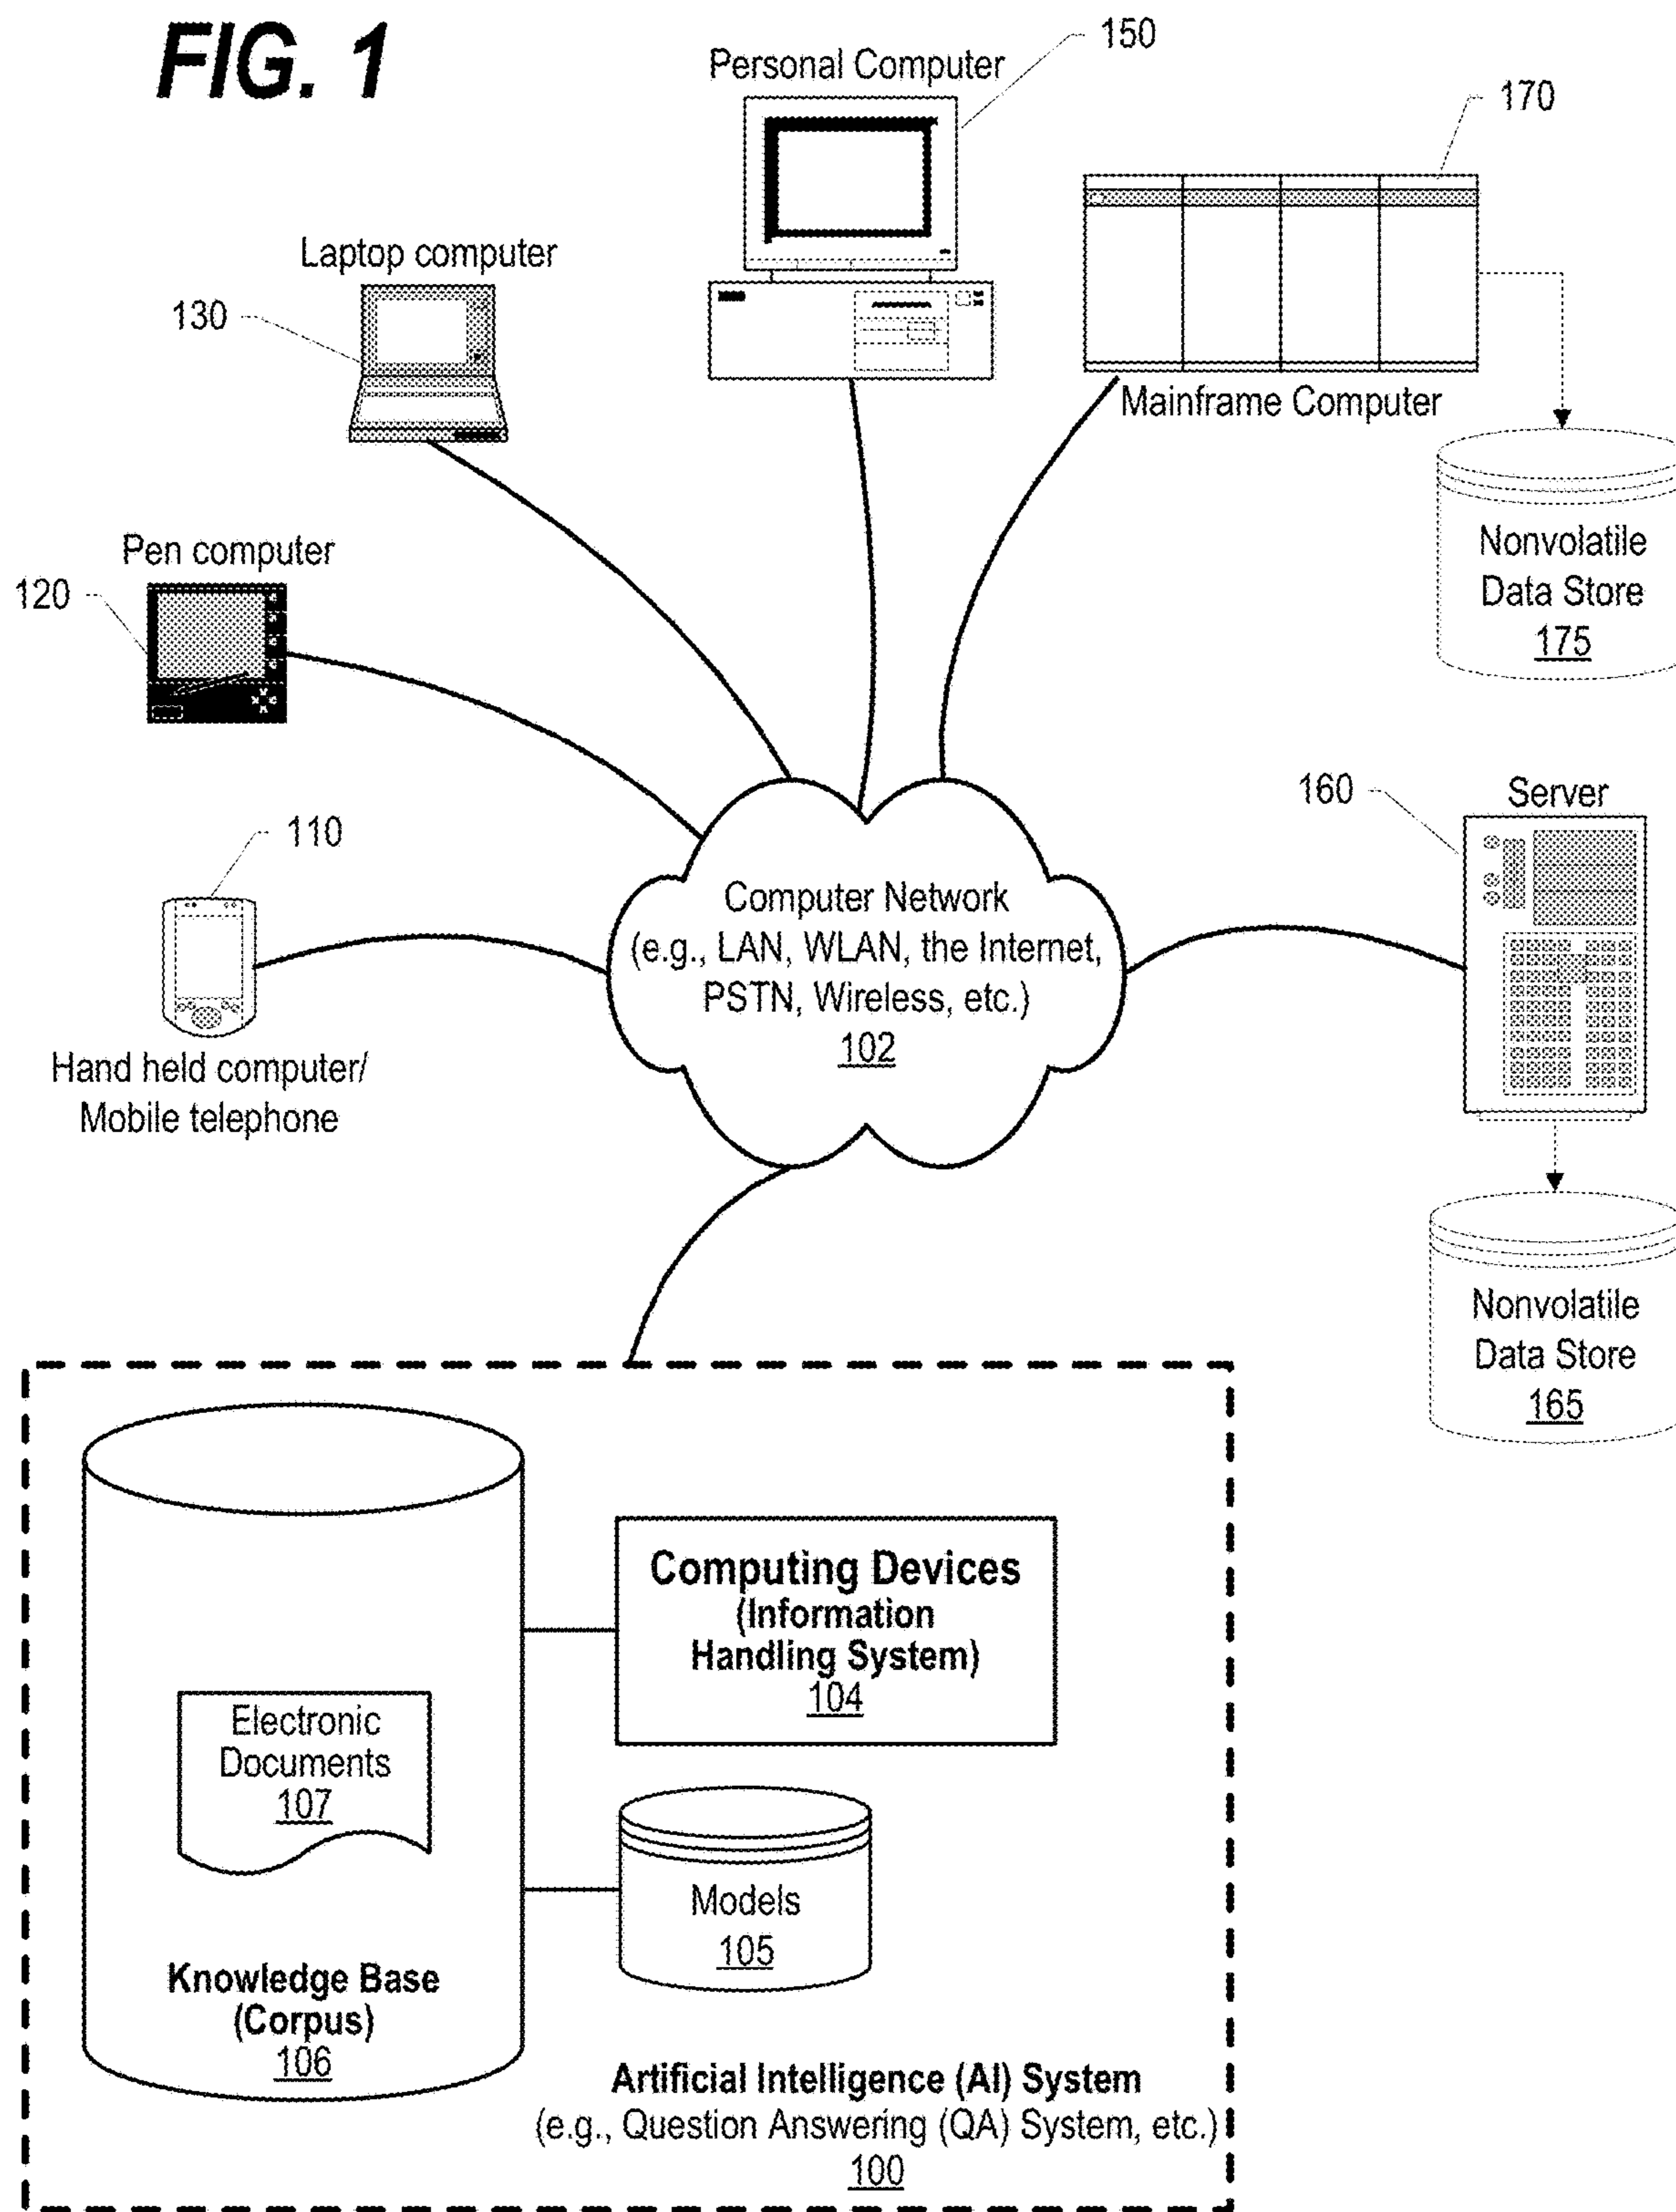 FIG. 1
Personal Computer
150
170
Laptop computer
130
Mainframe Computer
Nonvolatile
Data Store
175
Pen computer
120
110
Hand held computer/
Mobile telephone
Computer Network
(e.g., LAN, WLAN, the Internet,
PSTN, Wireless, etc.)
102
160
Server
Nonvolatile
Data Store
165
Computing Devices
(Information
Handling System)
104
Electronic
Documents
107
Models
105
Knowledge Base
(Corpus)
106
Artificial Intelligence (AI) System
(e.g., Question Answering (QA) System, etc.)
100